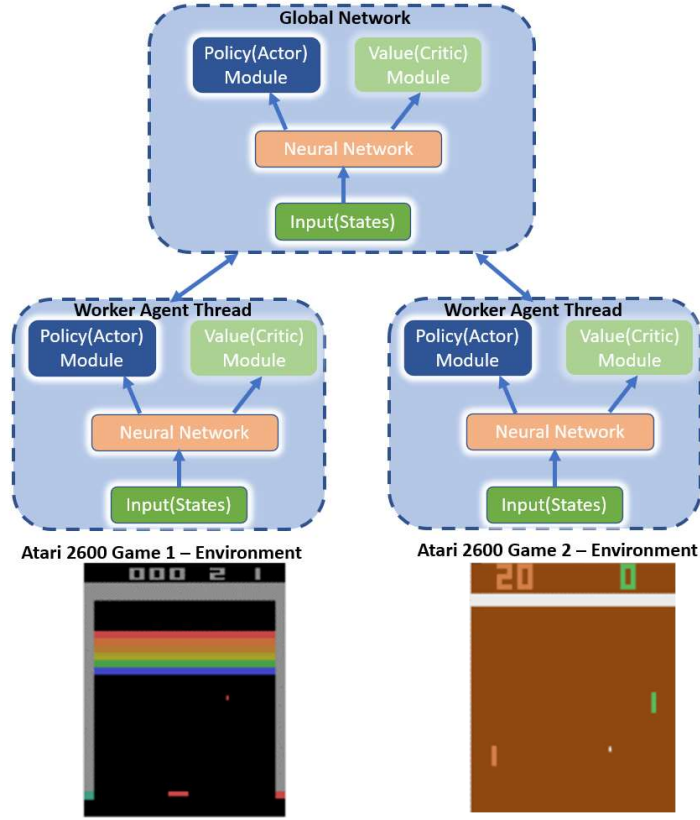 Global Network
Policy(Actor)
Module
Value(Critic)
Module
Neural Network
Input(States)
Worker Agent Thread
Policy(Actor)
Module
Value(Critic)
Module
Neural Network
Input(States)
Atari 2600 Game 1 – Environment
000 2 1
Worker Agent Thread
Policy(Actor)
Module
Value(Critic)
Module
Neural Network
Input(States)
Atari 2600 Game 2 – Environment
20 0